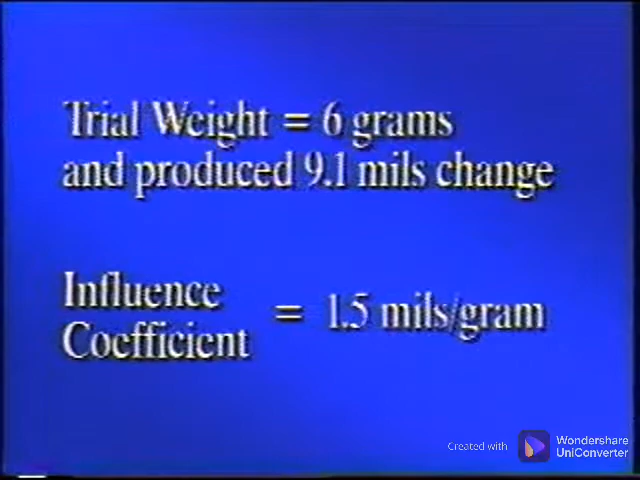 Trial Weight = 6 grams
and produced 9.1 mils change
Influence
Coefficient = 1.5 mils/gram
Created with Wondershare
UniConverter